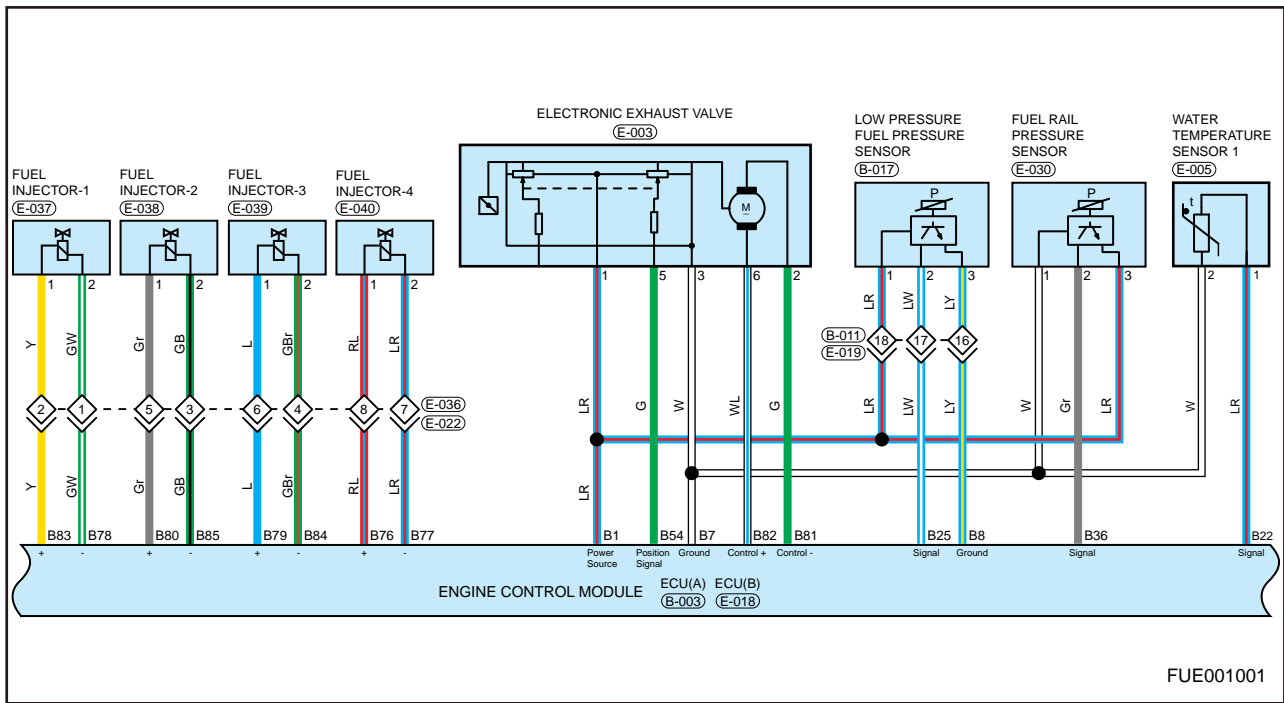 ELECTRONIC EXHAUST VALVE
E-003
LOW PRESSURE
FUEL PRESSURE
SENSOR
B-017
FUEL RAIL
PRESSURE
SENSOR
E-030
WATER
TEMPERATURE
SENSOR 1
E-005
FUEL
INJECTOR-1
E-037
FUEL
INJECTOR-2
E-038
FUEL
INJECTOR-3
E-039
FUEL
INJECTOR-4
E-040
M
P
P
t
1 2 1 2 1 2 1 2 1 5 3 6 2 1 2 3 1 2 3 2 1
Y GW Gr GB L GBr RL LR
LR LW LY
B-011
E-019
18 17 16
2 1 5 3 6 4 8 7
E-036
E-022
LR G W WL G LR LW LY W Gr LR W LR
Y GW Gr GB L GBr RL LR LR
B83 B78 B80 B85 B79 B84 B76 B77 B1 B54 B7 B82 B81 B25 B8 B36 B22
+ - + - + - + -
Power
Source
Position
Signal
Ground
Control +
Control -
Signal
Ground
Signal
Signal
ENGINE CONTROL MODULE
ECU(A)
B-003
ECU(B)
E-018
FUE001001